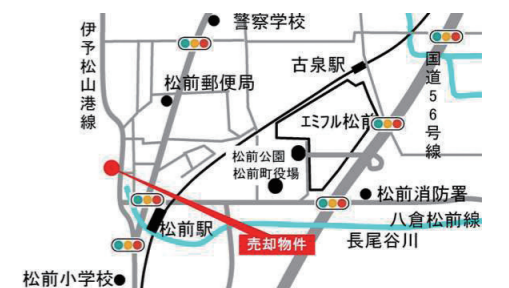 警察学校
伊予松山港線
古泉駅
国道56号線
松前郵便局
エミフル松前
松前公園
松前町役場
松前消防署
八倉松前線
松前駅
長尾谷川
売却物件
松前小学校